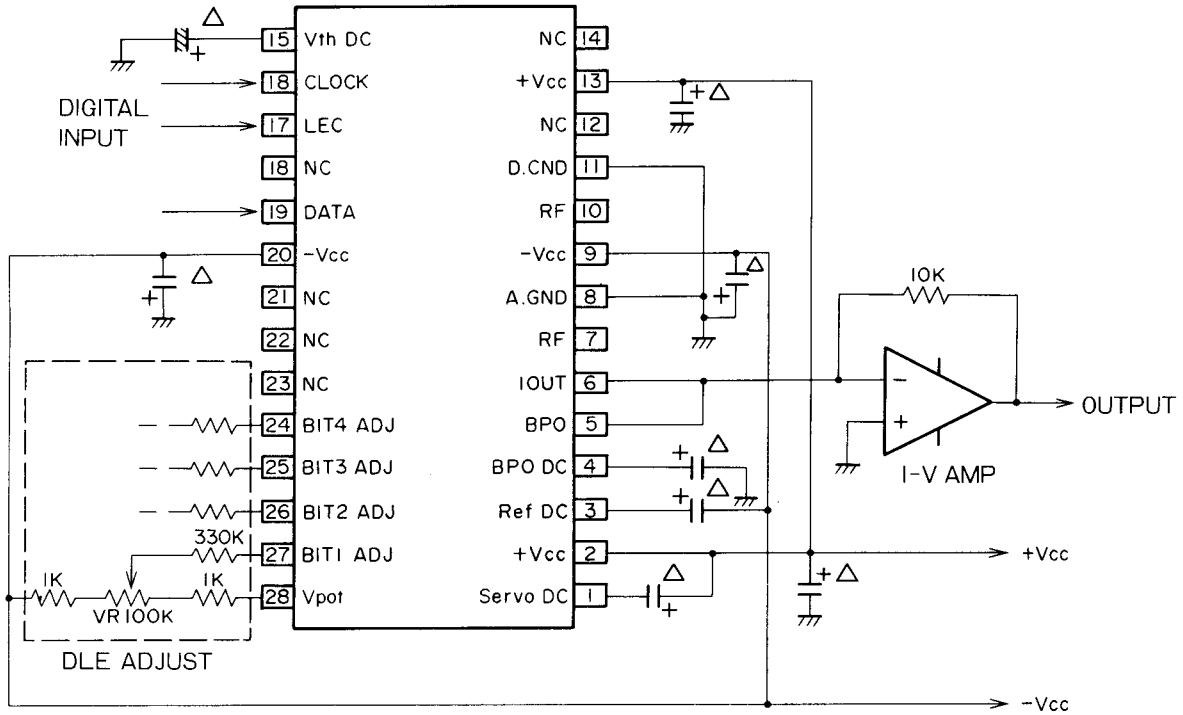 △
15 Vth DC
+
18 CLOCK
DIGITAL
INPUT
17 LEC
18 NC
19 DATA
20 -Vcc
△
+
21 NC
22 NC
23 NC
24 BIT4 ADJ
25 BIT3 ADJ
26 BIT2 ADJ
330K
27 BIT1 ADJ
1K
VR100K
1K
28 Vpot
DLE ADJUST
NC 14
+Vcc 13
+ △
NC 12
D.CND 11
RF 10
-Vcc 9
△
+
A.GND 8
RF 7
IOUT 6
BPO 5
BPO DC 4
+ △
Ref DC 3
+ △
+Vcc 2
Servo DC 1
△
+
+ △
10K
-
+
I-V AMP
OUTPUT
+Vcc
-Vcc